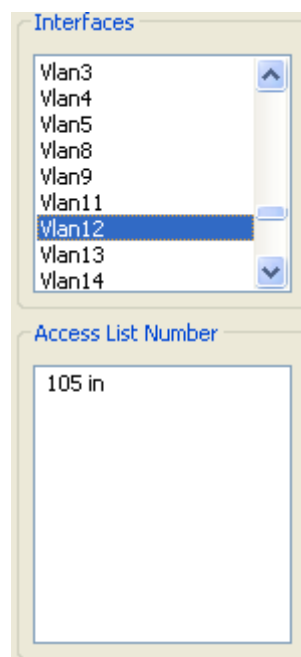 Interfaces
Vlan3
Vlan4
Vlan5
Vlan8
Vlan9
Vlan11
Vlan12
Vlan13
Vlan14
Access List Number
105 in